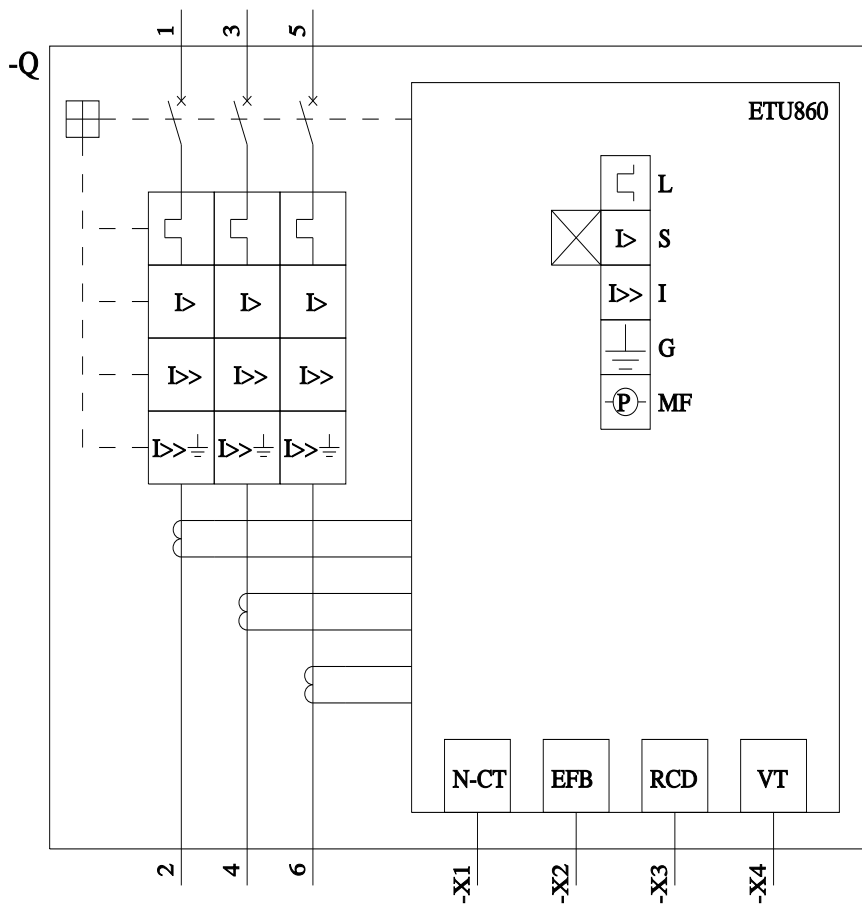 1 3 5
-Q
ETU860
L
I> S
I> I> I>
I>> I
G
I>> I>> I>>
P MF
I>> I>> I>>
N-CT EFB RCD VT
2 4 6 -X1 -X2 -X3 -X4